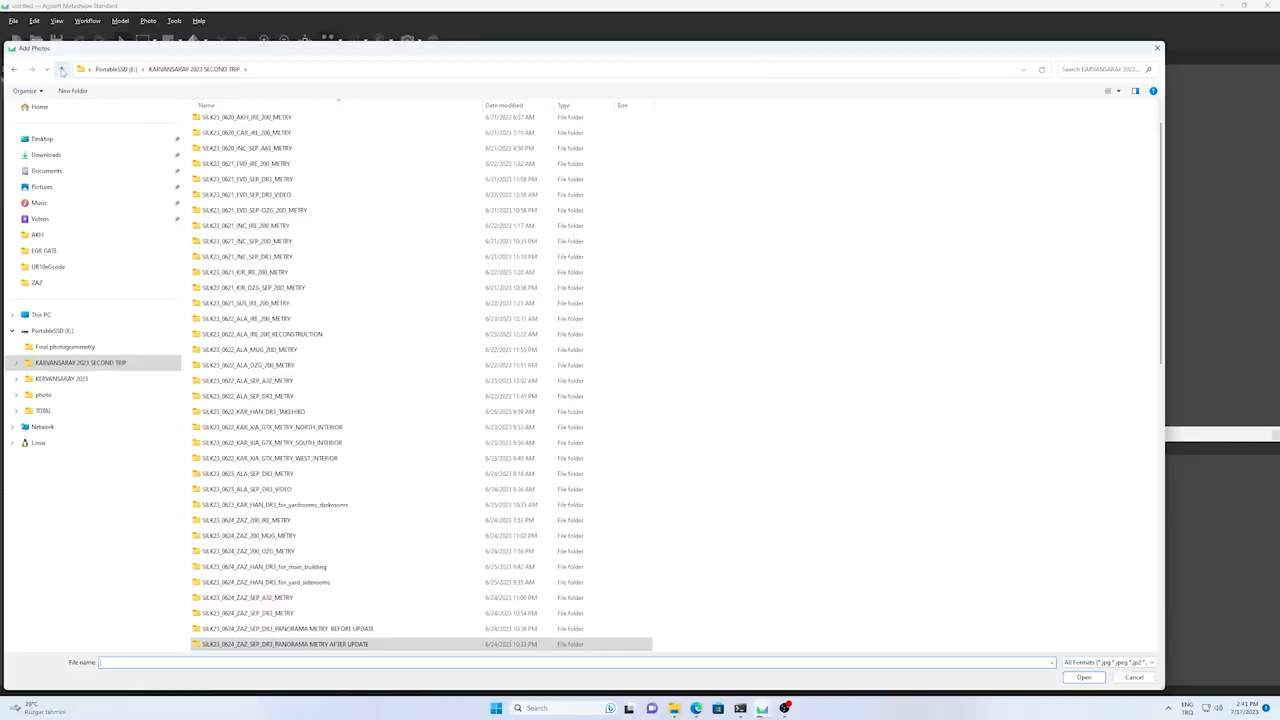 Untitled — Agisoft Metashape Standard
File Edit View Workflow Model Photo Tools Help
Add Photos
PortableSSD (E:) › KARVANSARAY 2023 SECOND TRIP ›
Search KARVANSARAY 2023...
Organize New folder
Name Date modified Type Size
Home
Desktop
Downloads
Documents
Pictures
Music
Videos
AKH
EGR GATE
UR10eGcode
ZAZ
This PC
PortableSSD (E:)
Final photogrammetry
KARVANSARAY 2023 SECOND TRIP
KERVANSARAY 2023
photo
TOTAL
Network
Linux
SILK23_0620_AKH_IRE_200_METRY 6/21/2023 6:57 AM File folder
SILK23_0620_CAR_IRE_200_METRY 6/21/2023 7:10 AM File folder
SILK23_0620_INC_SEP_A63_METRY 6/21/2023 4:58 PM File folder
SILK23_0621_EVD_IRE_200_METRY 6/22/2023 1:22 AM File folder
SILK23_0621_EVD_SEP_DR3_METRY 6/21/2023 11:08 PM File folder
SILK23_0621_EVD_SEP_DR3_VIDEO 6/22/2023 12:58 AM File folder
SILK23_0621_EVD_SEP-OZG_20D_METRY 6/21/2023 10:58 PM File folder
SILK23_0621_INC_IRE_200_METRY 6/22/2023 1:17 AM File folder
SILK23_0621_INC_SEP_20D_METRY 6/21/2023 10:35 PM File folder
SILK23_0621_INC_SEP_DR3_METRY 6/21/2023 11:10 PM File folder
SILK23_0621_KIR_IRE_200_METRY 6/22/2023 1:20 AM File folder
SILK23_0621_KIR_OZG_SEP_20D_METRY 6/21/2023 10:36 PM File folder
SILK23_0621_SUS_IRE_200_METRY 6/22/2023 1:21 AM File folder
SILK23_0622_ALA_IRE_200_METRY 6/23/2023 12:11 AM File folder
SILK23_0622_ALA_IRE_200_RECONSTRUCTION 6/23/2023 12:22 AM File folder
SILK23_0622_ALA_MUG_20D_METRY 6/22/2023 11:55 PM File folder
SILK23_0622_ALA_OZG_200_METRY 6/22/2023 11:51 PM File folder
SILK23_0622_ALA_SEP_A32_METRY 6/23/2023 12:02 AM File folder
SILK23_0622_ALA_SEP_DR3_METRY 6/22/2023 11:45 PM File folder
SILK23_0622_KAR_HAN_DR3_TAKEHIKO 6/26/2023 9:59 AM File folder
SILK23_0622_KAR_XIA_G7X_METRY_NORTH_INTERIOR 6/23/2023 9:53 AM File folder
SILK23_0622_KAR_XIA_G7X_METRY_SOUTH_INTERIOR 6/23/2023 9:50 AM File folder
SILK23_0622_KAR_XIA_G7X_METRY_WEST_INTERIOR 6/23/2023 9:49 AM File folder
SILK23_0623_ALA_SEP_DR3_METRY 6/24/2023 8:18 AM File folder
SILK23_0623_ALA_SEP_DR3_VIDEO 6/24/2023 8:36 AM File folder
SILK23_0623_KAR_HAN_DR3_for_yardrooms_darkrooms 6/25/2023 10:35 AM File folder
SILK23_0624_ZAZ_200_IRE_METRY 6/24/2023 7:53 PM File folder
SILK23_0624_ZAZ_200_MUG_METRY 6/24/2023 11:02 PM File folder
SILK23_0624_ZAZ_200_OZG_METRY 6/24/2023 7:56 PM File folder
SILK23_0624_ZAZ_HAN_DR3_for_main_building 6/25/2023 9:42 AM File folder
SILK23_0624_ZAZ_HAN_DR3_for_yard_siderooms 6/25/2023 9:35 AM File folder
SILK23_0624_ZAZ_SEP_A32_METRY 6/24/2023 11:00 PM File folder
SILK23_0624_ZAZ_SEP_DR3_METRY 6/24/2023 10:54 PM File folder
SILK23_0624_ZAZ_SEP_DR3_PANORAMA METRY BEFORE UPDATE 6/24/2023 10:38 PM File folder
SILK23_0624_ZAZ_SEP_DR3_PANORAMA METRY AFTER UPDATE 6/24/2023 10:33 PM File folder
File name:
All Formats (*.jpg *.jpeg *.jp2 *.
Open Cancel
29°C
Rüzgar tahmini
Search
ENG
TRQ
2:41 PM
7/17/2023